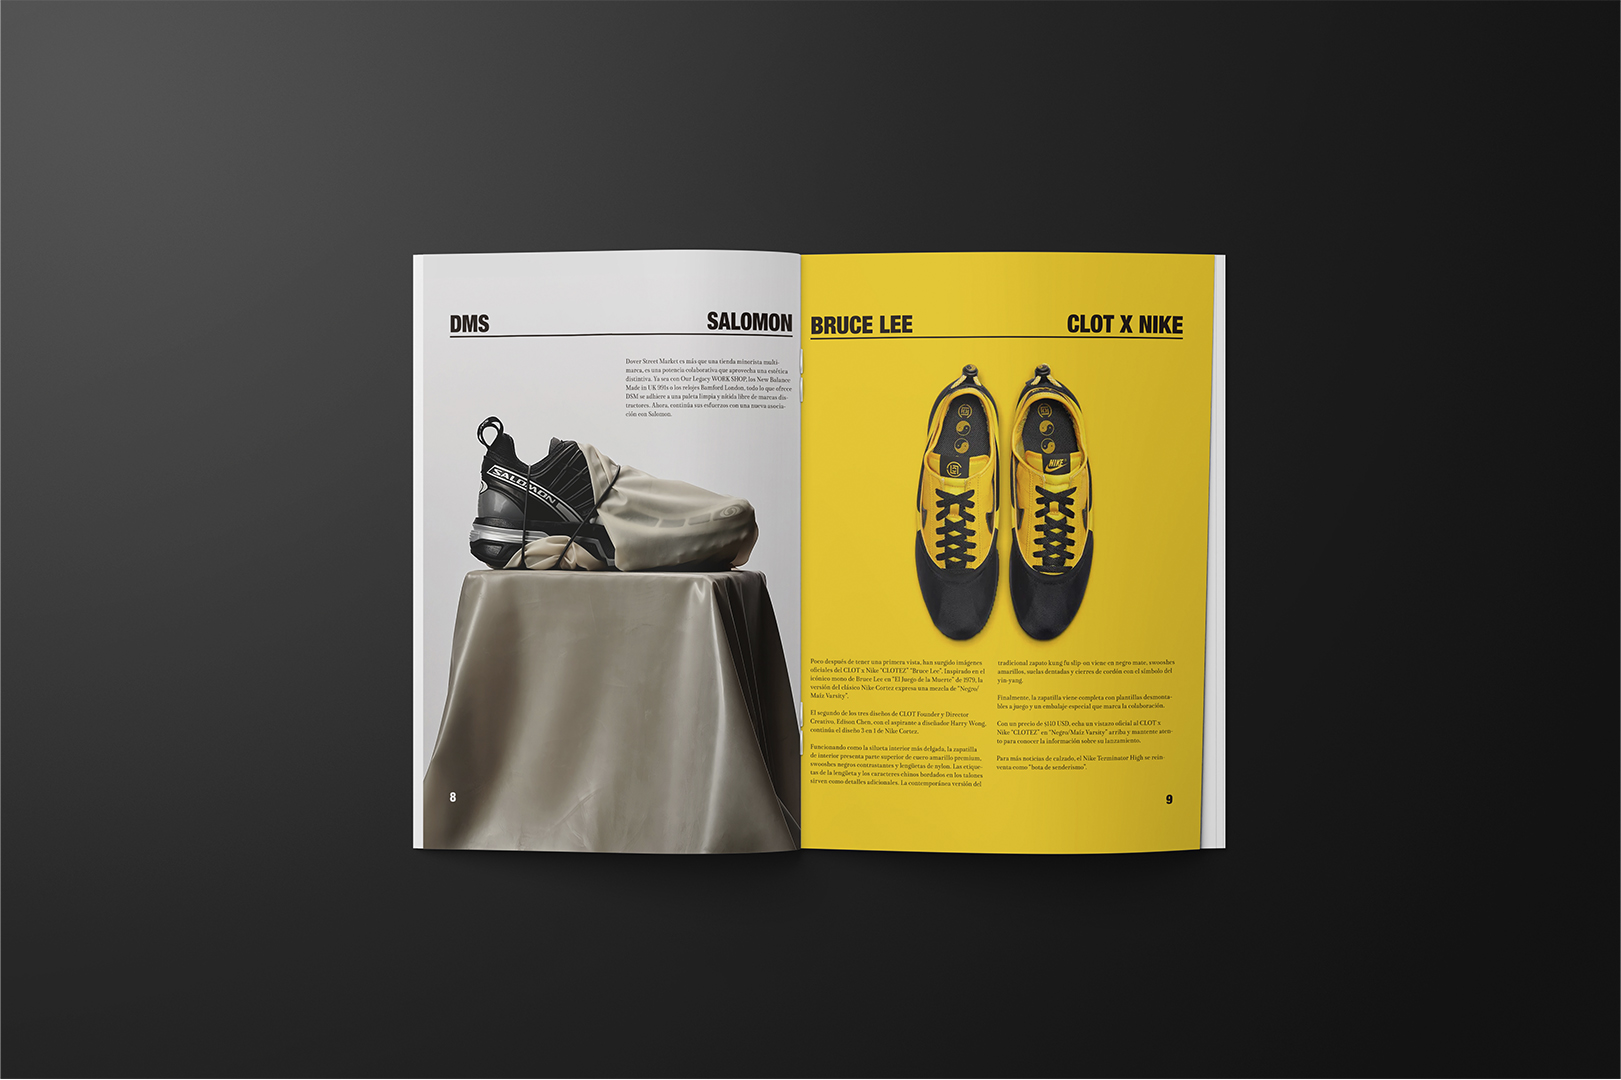 DMS
SALOMON
Dover Street Market es más que una tienda minorista multi-
marca, es una potencia colaborativa que aprovecha una estética
distintiva. Ya sea con Our Legacy WORK SHOP, los New Balance
Made in UK 991s o los relojes Bamford London, todo lo que ofrece
DSM se adhiere a una paleta limpia y nítida libre de marcas dis-
tractores. Ahora, continúa sus esfuerzos con una nueva asocia-
ción con Salomon.
SALOMON
8
BRUCE LEE
CLOT X NIKE
NIKE
Poco después de tener una primera vista, han surgido imágenes
oficiales del CLOT x Nike "CLOTEZ" "Bruce Lee". Inspirado en el
icónico mono de Bruce Lee en "El Juego de la Muerte" de 1979, la
versión del clásico Nike Cortez expresa una mezcla de "Negro/
Maíz Varsity".
El segundo de los tres diseños de CLOT Founder y Director
Creativo, Edison Chen, con el aspirante a diseñador Harry Wong,
continúa el diseño 3 en 1 de Nike Cortez.
Funcionando como la silueta interior más delgada, la zapatilla
de interior presenta parte superior de cuero amarillo premium,
swooshes negros contrastantes y lengüetas de nylon. Las etique-
tas de la lengüeta y los caracteres chinos bordados en los talones
sirven como detalles adicionales. La contemporánea versión del
tradicional zapato kung fu slip-on viene en negro mate, swooshes
amarillos, suelas dentadas y cierres de cordón con el símbolo del
yin-yang.
Finalmente, la zapatilla viene completa con plantillas desmonta-
bles a juego y un embalaje especial que marca la colaboración.
Con un precio de $110 USD, echa un vistazo oficial al CLOT x
Nike "CLOTEZ" en "Negro/Maíz Varsity" arriba y mantente aten-
to para conocer la información sobre su lanzamiento.
Para más noticias de calzado, el Nike Terminator High se rein-
venta como "bota de senderismo".
9